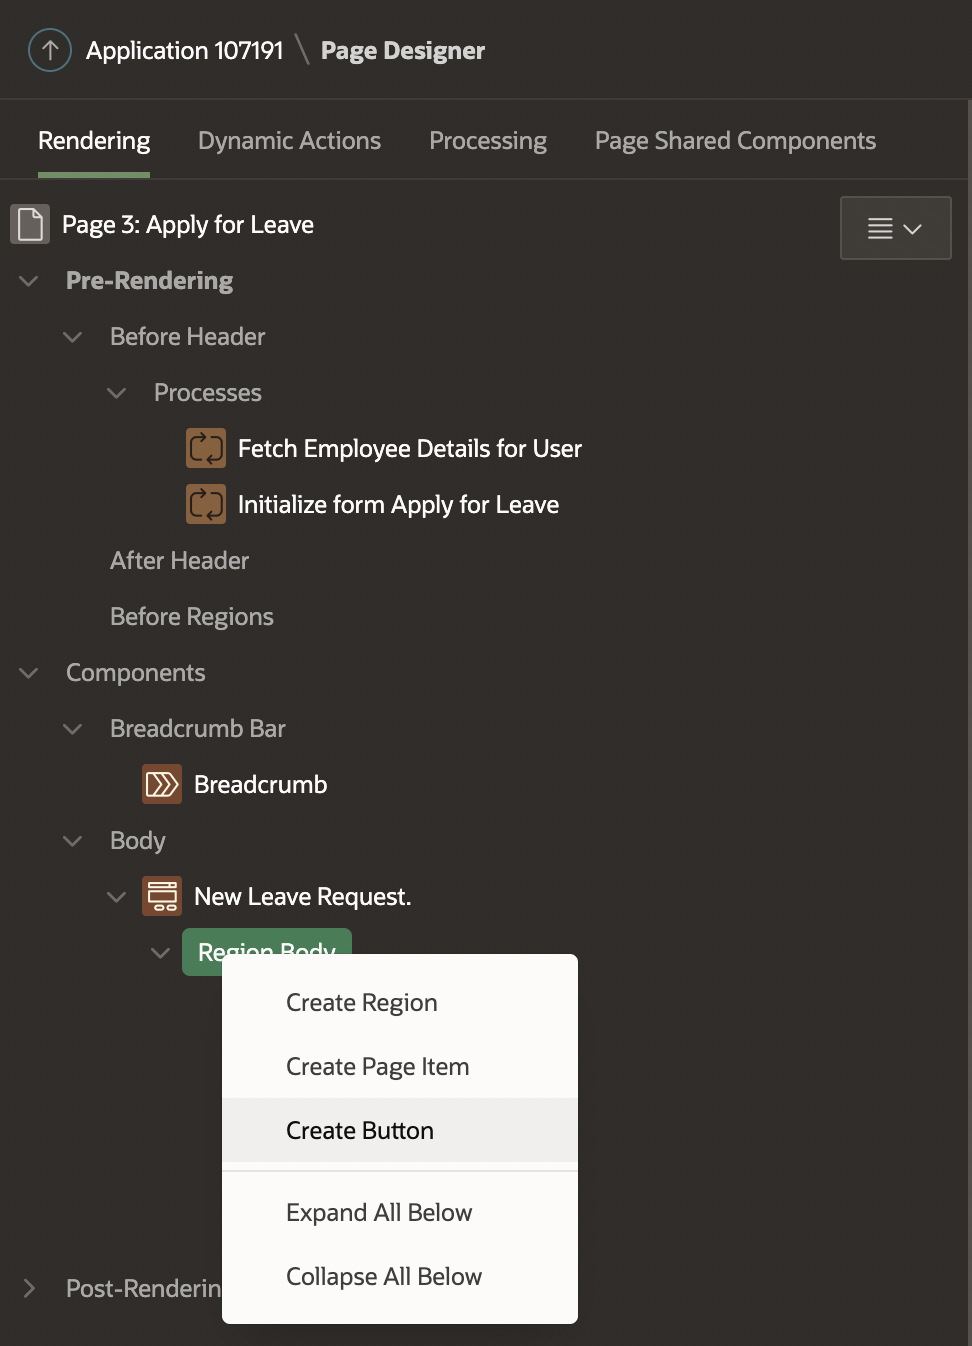 Application 107191 \ Page Designer
Rendering Dynamic Actions Processing Page Shared Components
Page 3: Apply for Leave
Pre-Rendering
Before Header
Processes
Fetch Employee Details for User
Initialize form Apply for Leave
After Header
Before Regions
Components
Breadcrumb Bar
Breadcrumb
Body
New Leave Request.
Region Body
Create Region
Create Page Item
Create Button
Expand All Below
Collapse All Below
Post-Renderin